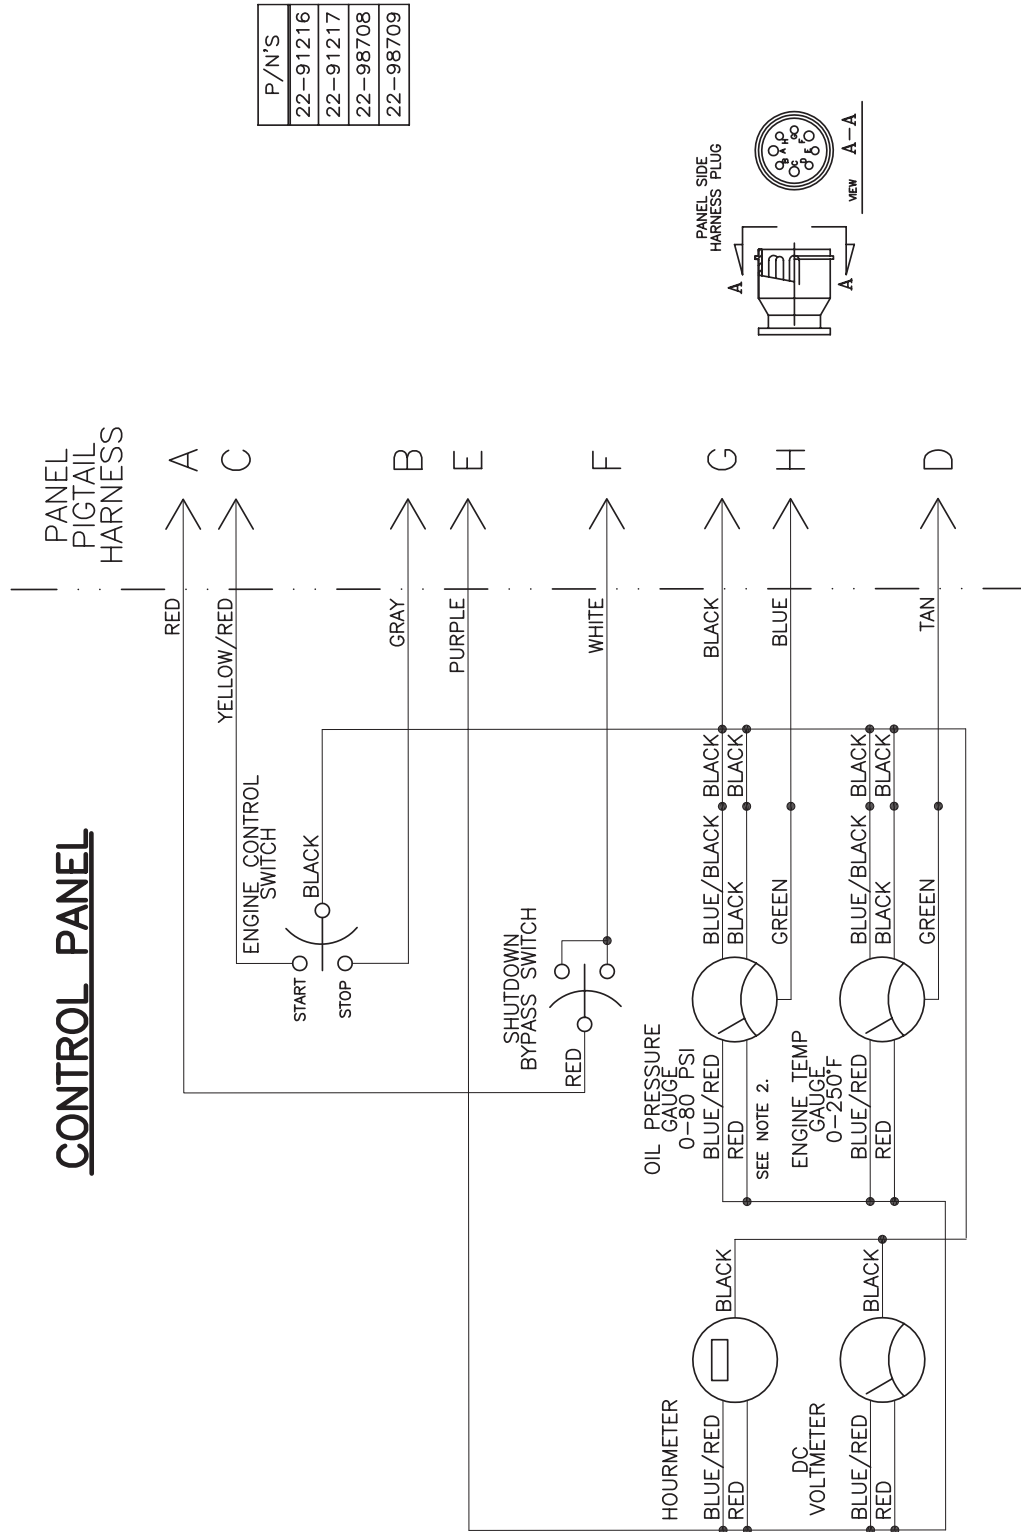 CONTROL PANEL
PANEL
PIGTAIL
HARNESS
P/N'S
22-91216
22-91217
22-98708
22-98709
RED
A
YELLOW/RED
C
ENGINE CONTROL
SWITCH
BLACK
START
STOP
GRAY
B
PURPLE
E
SHUTDOWN
BYPASS SWITCH
RED
WHITE
F
PANEL SIDE
HARNESS PLUG
A
A
A
B
C
D
E
F
G
H
VIEW A-A
OIL PRESSURE
GAUGE
0-80 PSI
BLUE/RED
RED
SEE NOTE 2.
BLUE/BLACK
BLACK
BLACK
BLACK
BLACK
G
GREEN
BLUE
H
ENGINE TEMP
GAUGE
0-250°F
BLUE/RED
RED
BLUE/BLACK
BLACK
BLACK
BLACK
GREEN
TAN
D
HOURMETER
BLUE/RED
RED
BLACK
DC
VOLTMETER
BLUE/RED
RED
BLACK